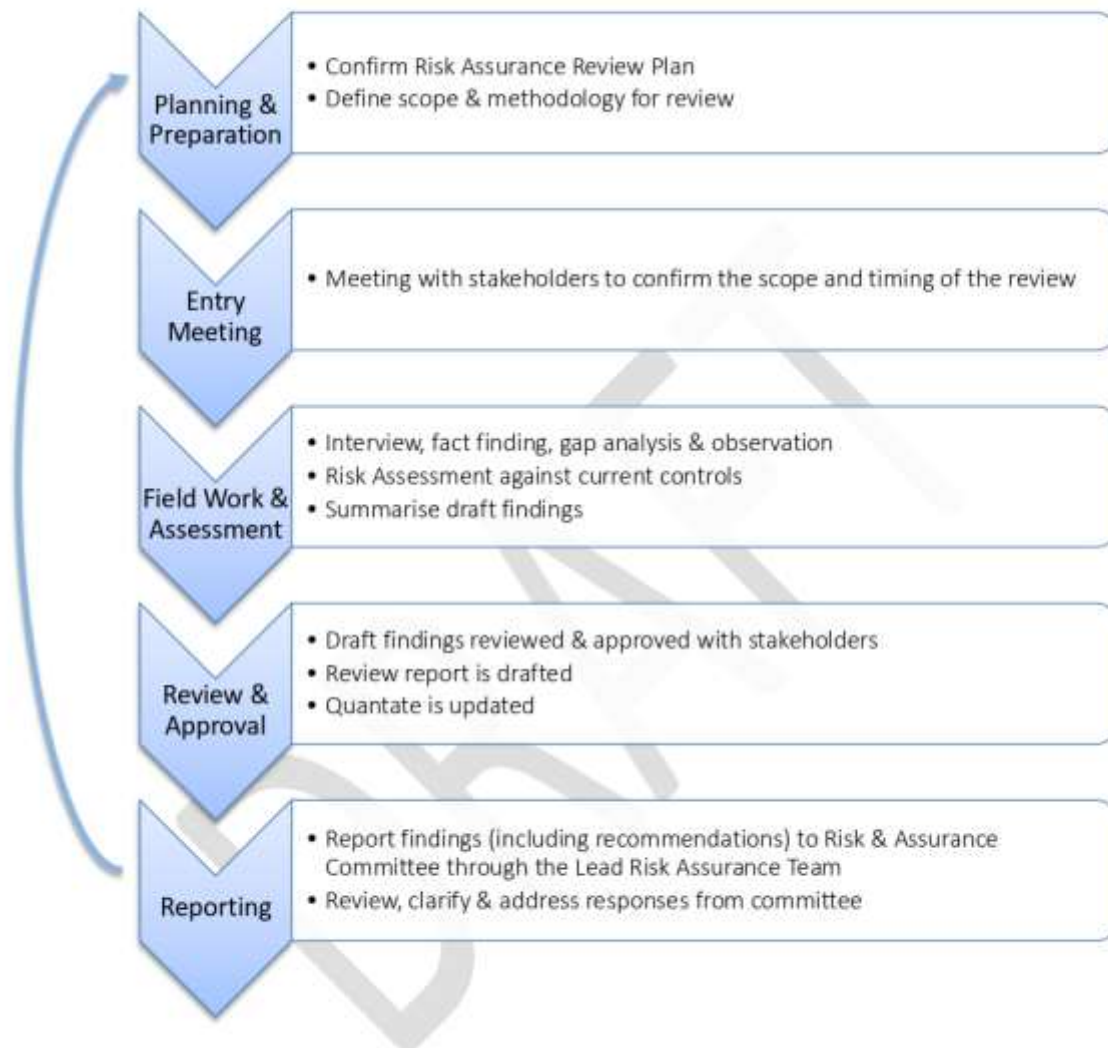 Planning &
Preparation
• Confirm Risk Assurance Review Plan
• Define scope & methodology for review
Entry
Meeting
• Meeting with stakeholders to confirm the scope and timing of the review
Field Work &
Assessment
• Interview, fact finding, gap analysis & observation
• Risk Assessment against current controls
• Summarise draft findings
Review &
Approval
• Draft findings reviewed & approved with stakeholders
• Review report is drafted
• Quantate is updated
Reporting
• Report findings (including recommendations) to Risk & Assurance
Committee through the Lead Risk Assurance Team
• Review, clarify & address responses from committee
DRAFT